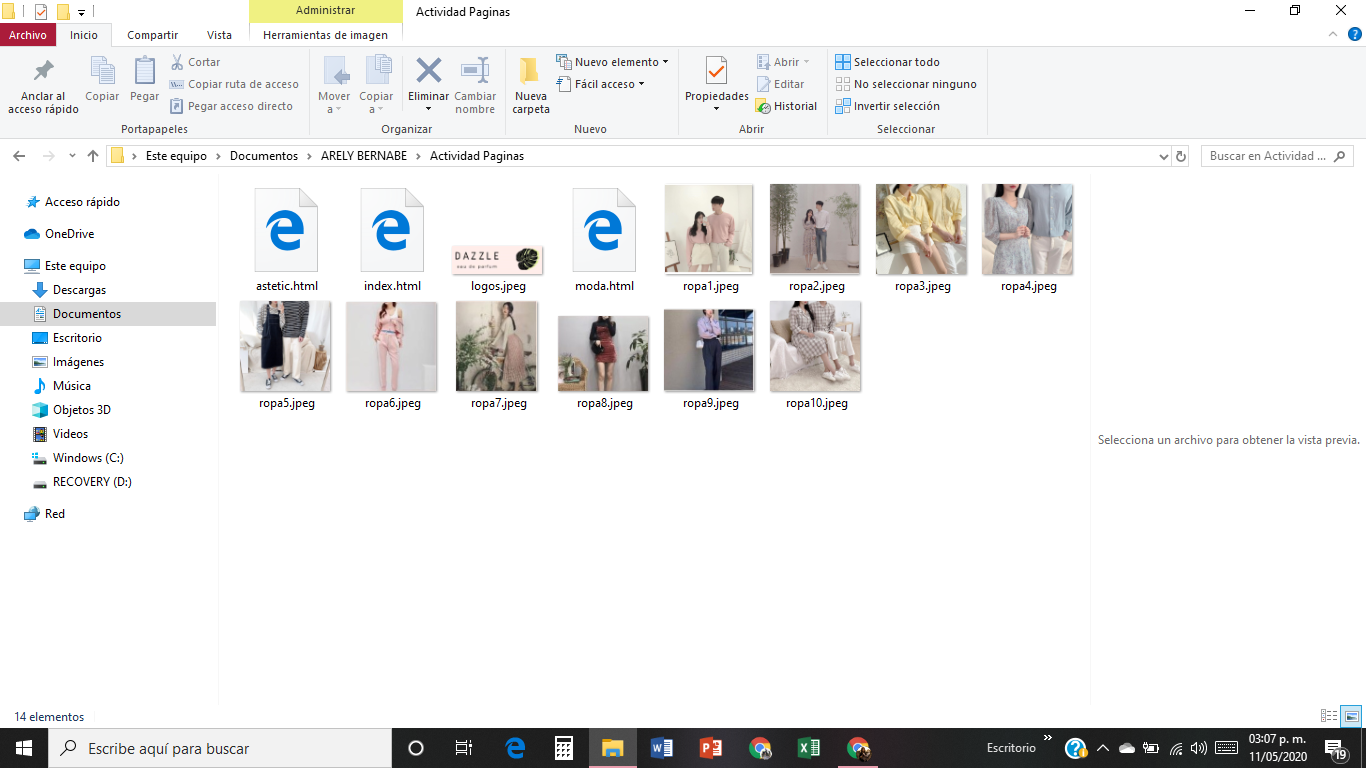 Administrar
Actividad Paginas
Archivo
Inicio
Compartir
Vista
Herramientas de imagen
Anclar al acceso rápido
Copiar
Pegar
Cortar
Copiar ruta de acceso
Pegar acceso directo
Portapapeles
Mover a
Copiar a
Eliminar
Cambiar nombre
Organizar
Nueva carpeta
Nuevo elemento
Fácil acceso
Nuevo
Propiedades
Abrir
Editar
Historial
Abrir
Seleccionar todo
No seleccionar ninguno
Invertir selección
Seleccionar
Este equipo
Documentos
ARELY BERNABE
Actividad Paginas
Buscar en Actividad ...
Acceso rápido
OneDrive
Este equipo
Descargas
Documentos
Escritorio
Imágenes
Música
Objetos 3D
Videos
Windows (C:)
RECOVERY (D:)
Red
DAZZLE
eau de parfum
astetic.html
index.html
logos.jpeg
moda.html
ropa1.jpeg
ropa2.jpeg
ropa3.jpeg
ropa4.jpeg
ropa5.jpeg
ropa6.jpeg
ropa7.jpeg
ropa8.jpeg
ropa9.jpeg
ropa10.jpeg
Selecciona un archivo para obtener la vista previa.
14 elementos
Escribe aquí para buscar
Escritorio
03:07 p. m.
11/05/2020
19